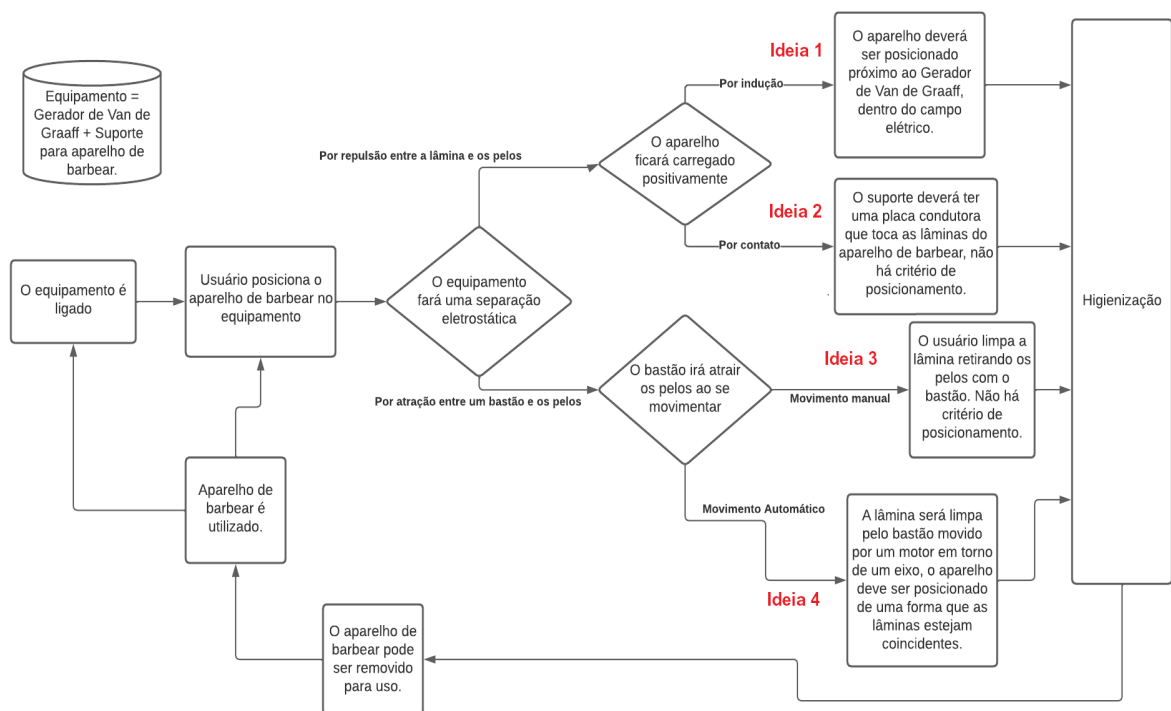 Equipamento =
Gerador de Van de
Graaff + Suporte
para aparelho de
barbear.
O equipamento é
ligado
Usuário posiciona o
aparelho de barbear no
equipamento
O equipamento
fará uma separação
eletrostática
Por repulsão entre a lâmina e os pelos
O aparelho
ficará carregado
positivamente
Por indução
Ideia 1
O aparelho deverá
ser posicionado
próximo ao Gerador
de Van de Graaff,
dentro do campo
elétrico.
Por contato
Ideia 2
O suporte deverá ter
uma placa condutora
que toca as lâminas do
aparelho de barbear, não
há critério de
posicionamento.
Por atração entre um bastão e os pelos
O bastão irá atrair
os pelos ao se
movimentar
Movimento manual
Ideia 3
O usuário limpa a
lâmina retirando os
pelos com o
bastão. Não há
critério de
posicionamento.
Movimento Automático
Ideia 4
A lâmina será limpa
pelo bastão movido
por um motor em torno
de um eixo, o aparelho
deve ser posicionado
de uma forma que as
lâminas estejam
coincidentes.
Higienização
O aparelho de
barbear pode
ser removido
para uso.
Aparelho de
barbear é
utilizado.